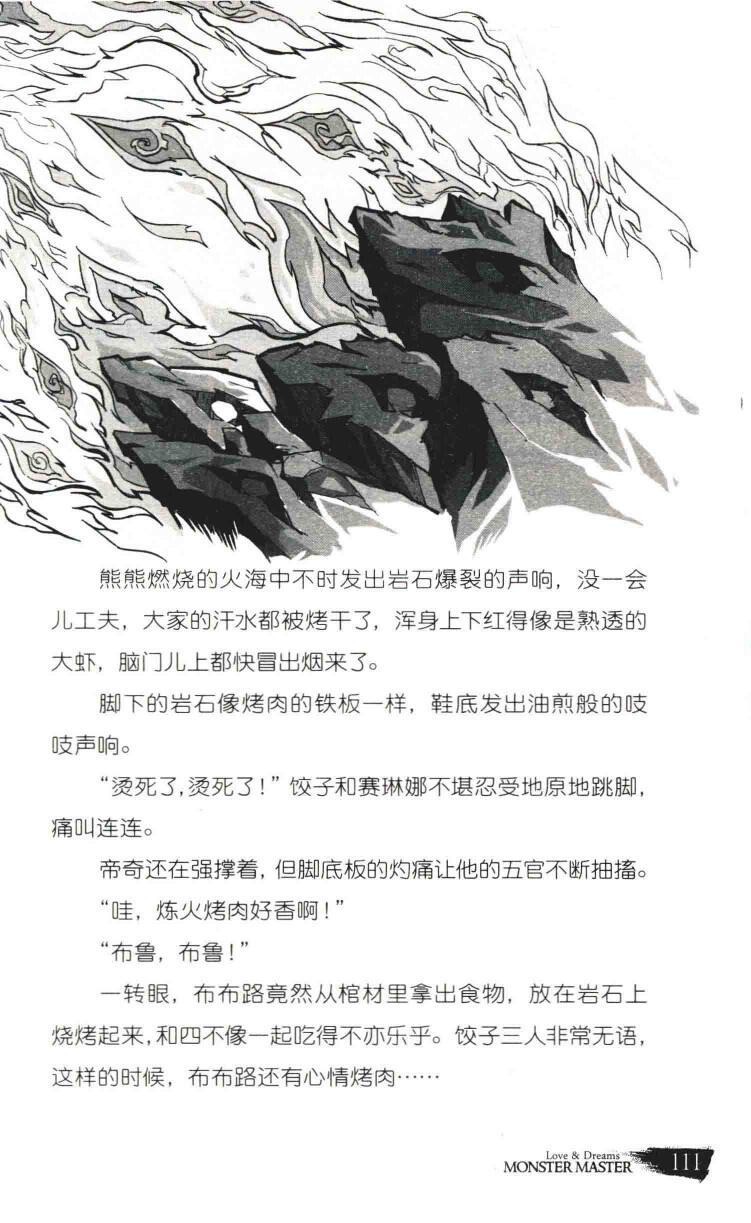 熊熊燃烧的火海中不时发出岩石爆裂的声响，没一会
儿工夫，大家的汗水都被烤干了，浑身上下红得像是熟透的
大虾，脑门儿上都快冒出烟来了。
脚下的岩石像烤肉的铁板一样，鞋底发出油煎般的吱
吱声响。
“烫死了，烫死了！”饺子和赛琳娜不堪忍受地原地跳脚，
痛叫连连。
帝奇还在强撑着，但脚底板的灼痛让他的五官不断抽搐。
“哇，炼火烤肉好香啊！”
“布鲁，布鲁！”
一转眼，布布路竟然从棺材里拿出食物，放在岩石上
烧烤起来，和四不像一起吃得不亦乐乎。饺子三人非常无语，
这样的时候，布布路还有心情烤肉……
Love & Dreams
MONSTER MASTER 111